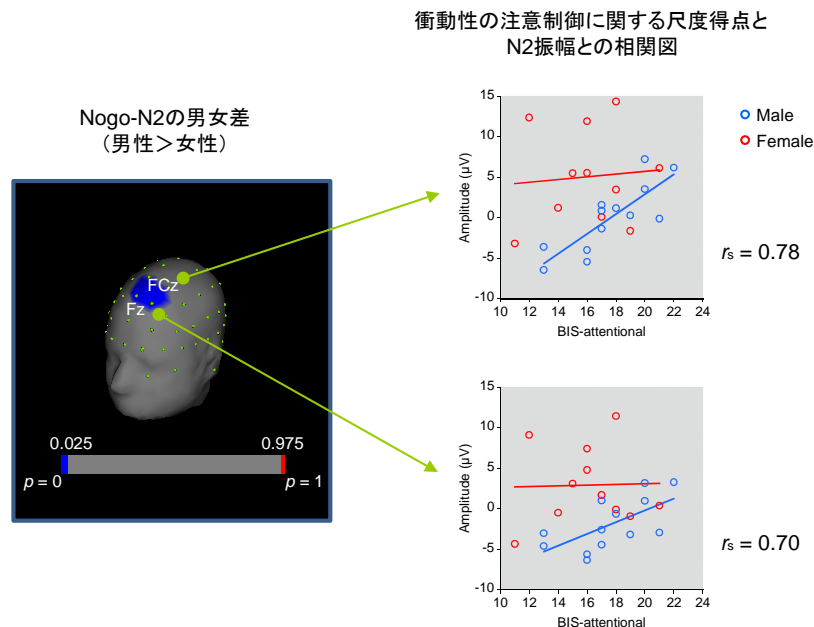 衝動性の注意制御に関する尺度得点と
N2振幅との相関図
Nogo-N2の男女差
（男性＞女性）
FCz
Fz
0.025 0.975
p = 0 p = 1
15
10
5
0
-5
-10
Amplitude (µV)
10 12 14 16 18 20 22 24
BIS-attentional
Male
Female
rs = 0.78
15
10
5
0
-5
-10
Amplitude (µV)
10 12 14 16 18 20 22 24
BIS-attentional
rs = 0.70